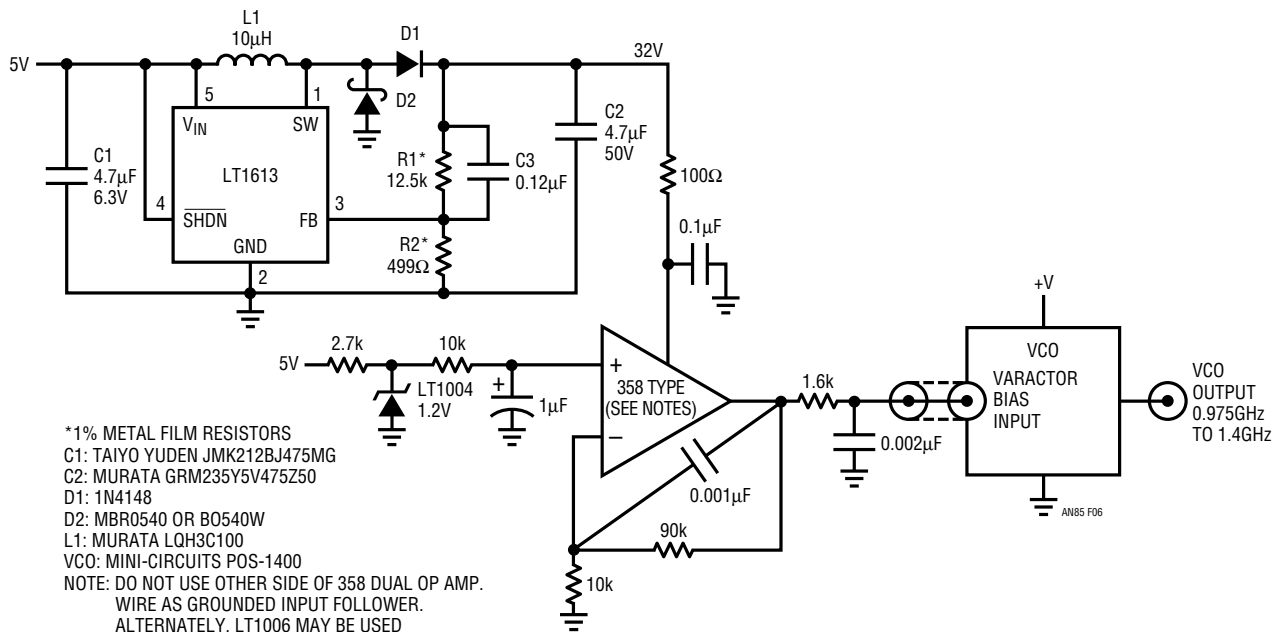 L1
10µH
D1
32V
5V
5
1
D2
VIN
SW
C2
4.7µF
50V
C1
4.7µF
6.3V
R1*
12.5k
C3
0.12µF
LT1613
100Ω
4
3
SHDN
FB
0.1µF
GND
R2*
499Ω
2
+V
2.7k
10k
VCO
5V
+
1.6k
358 TYPE
(SEE NOTES)
VARACTOR
BIAS
INPUT
VCO
OUTPUT
0.975GHz
TO 1.4GHz
LT1004
1.2V
+
1µF
–
0.002µF
0.001µF
AN85 F06
90k
10k
*1% METAL FILM RESISTORS
C1: TAIYO YUDEN JMK212BJ475MG
C2: MURATA GRM235Y5V475Z50
D1: 1N4148
D2: MBR0540 OR BO540W
L1: MURATA LQH3C100
VCO: MINI-CIRCUITS POS-1400
NOTE: DO NOT USE OTHER SIDE OF 358 DUAL OP AMP.
WIRE AS GROUNDED INPUT FOLLOWER.
ALTERNATELY, LT1006 MAY BE USED